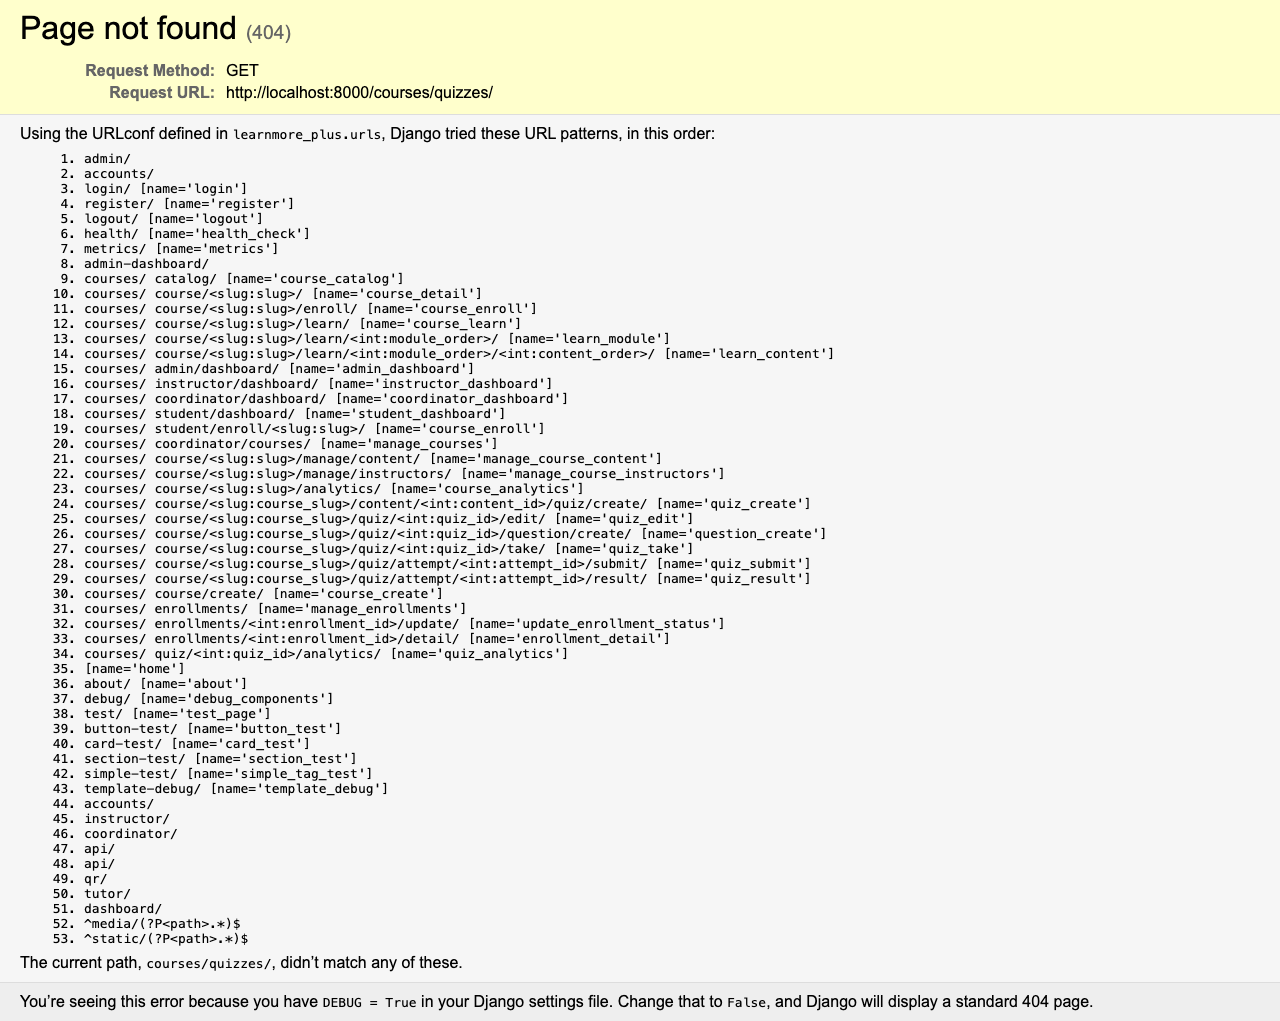 Page not found (404)
Request Method: GET
Request URL: http://localhost:8000/courses/quizzes/
Using the URLconf defined in learnmore_plus.urls, Django tried these URL patterns, in this order:
1. admin/
2. accounts/
3. login/ [name='login']
4. register/ [name='register']
5. logout/ [name='logout']
6. health/ [name='health_check']
7. metrics/ [name='metrics']
8. admin-dashboard/
9. courses/ catalog/ [name='course_catalog']
10. courses/ course/<slug:slug>/ [name='course_detail']
11. courses/ course/<slug:slug>/enroll/ [name='course_enroll']
12. courses/ course/<slug:slug>/learn/ [name='course_learn']
13. courses/ course/<slug:slug>/learn/<int:module_order>/ [name='learn_module']
14. courses/ course/<slug:slug>/learn/<int:module_order>/<int:content_order>/ [name='learn_content']
15. courses/ admin/dashboard/ [name='admin_dashboard']
16. courses/ instructor/dashboard/ [name='instructor_dashboard']
17. courses/ coordinator/dashboard/ [name='coordinator_dashboard']
18. courses/ student/dashboard/ [name='student_dashboard']
19. courses/ student/enroll/<slug:slug>/ [name='course_enroll']
20. courses/ coordinator/courses/ [name='manage_courses']
21. courses/ course/<slug:slug>/manage/content/ [name='manage_course_content']
22. courses/ course/<slug:slug>/manage/instructors/ [name='manage_course_instructors']
23. courses/ course/<slug:slug>/analytics/ [name='course_analytics']
24. courses/ course/<slug:course_slug>/content/<int:content_id>/quiz/create/ [name='quiz_create']
25. courses/ course/<slug:course_slug>/quiz/<int:quiz_id>/edit/ [name='quiz_edit']
26. courses/ course/<slug:course_slug>/quiz/<int:quiz_id>/question/create/ [name='question_create']
27. courses/ course/<slug:course_slug>/quiz/<int:quiz_id>/take/ [name='quiz_take']
28. courses/ course/<slug:course_slug>/quiz/attempt/<int:attempt_id>/submit/ [name='quiz_submit']
29. courses/ course/<slug:course_slug>/quiz/attempt/<int:attempt_id>/result/ [name='quiz_result']
30. courses/ course/create/ [name='course_create']
31. courses/ enrollments/ [name='manage_enrollments']
32. courses/ enrollments/<int:enrollment_id>/update/ [name='update_enrollment_status']
33. courses/ enrollments/<int:enrollment_id>/detail/ [name='enrollment_detail']
34. courses/ quiz/<int:quiz_id>/analytics/ [name='quiz_analytics']
35. [name='home']
36. about/ [name='about']
37. debug/ [name='debug_components']
38. test/ [name='test_page']
39. button-test/ [name='button_test']
40. card-test/ [name='card_test']
41. section-test/ [name='section_test']
42. simple-test/ [name='simple_tag_test']
43. template-debug/ [name='template_debug']
44. accounts/
45. instructor/
46. coordinator/
47. api/
48. api/
49. qr/
50. tutor/
51. dashboard/
52. ^media/(?P<path>.*)$
53. ^static/(?P<path>.*)$
The current path, courses/quizzes/, didn’t match any of these.
You’re seeing this error because you have DEBUG = True in your Django settings file. Change that to False, and Django will display a standard 404 page.